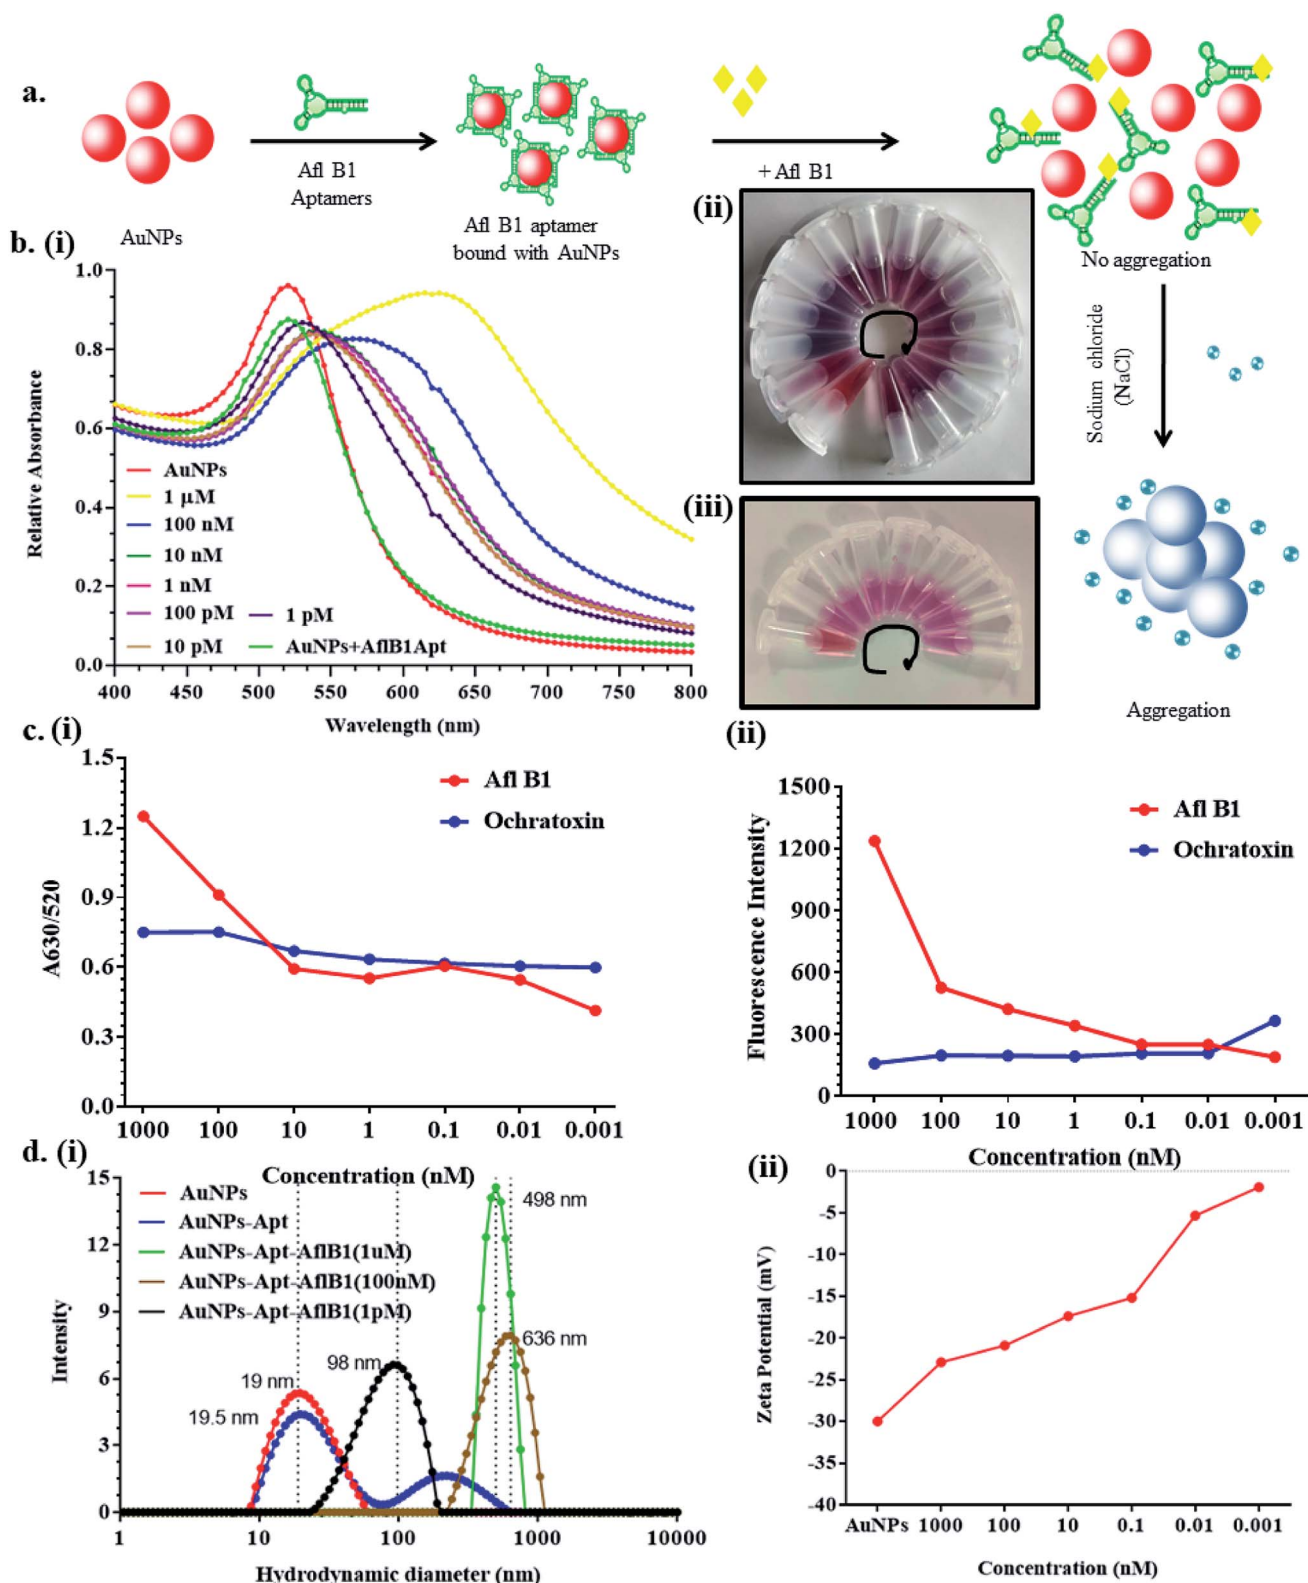 a.
AuNPs
Afl B1
Aptamers
Afl B1 aptamer
bound with AuNPs
+ Afl B1
No aggregation
Sodium chloride
(NaCl)
Aggregation
b. (i)
1.0
0.8
0.6
0.4
0.2
0.0
Relative Absorbance
AuNPs
1 μM
100 nM
10 nM
1 nM
100 pM
1 pM
10 pM
AuNPs+AflB1Apt
400
450
500
550
600
650
700
750
800
Wavelength (nm)
(ii)
(iii)
c. (i)
1.5
1.2
0.9
0.6
0.3
0.0
A630/520
Afl B1
Ochratoxin
1000
100
10
1
0.1
0.01
0.001
Concentration (nM)
(ii)
1500
1200
900
600
300
0
Fluorescence Intensity
Afl B1
Ochratoxin
1000
100
10
1
0.1
0.01
0.001
Concentration (nM)
d. (i)
15
12
9
6
3
0
Intensity
AuNPs
AuNPs-Apt
AuNPs-Apt-AflB1(1uM)
AuNPs-Apt-AflB1(100nM)
AuNPs-Apt-AflB1(1pM)
498 nm
636 nm
98 nm
19 nm
19.5 nm
1
10
100
1000
10000
Hydrodynamic diameter (nm)
(ii)
0
-5
-10
-15
-20
-25
-30
-35
-40
Zeta Potential (mV)
AuNPs
1000
100
10
0.1
0.01
0.001
Concentration (nM)